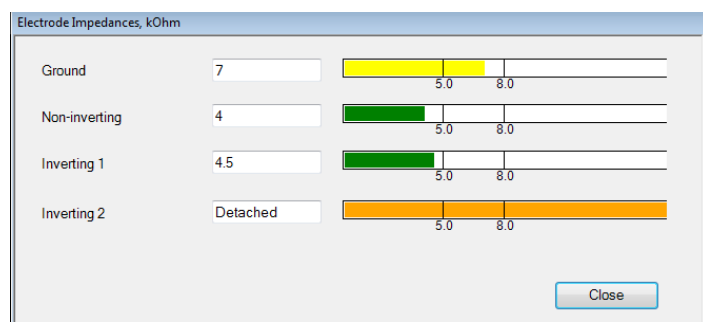 Electrode Impedances, kOhm
Ground 7
5.0 8.0
Non-inverting 4
5.0 8.0
Inverting 1 4.5
5.0 8.0
Inverting 2 Detached
5.0 8.0
Close